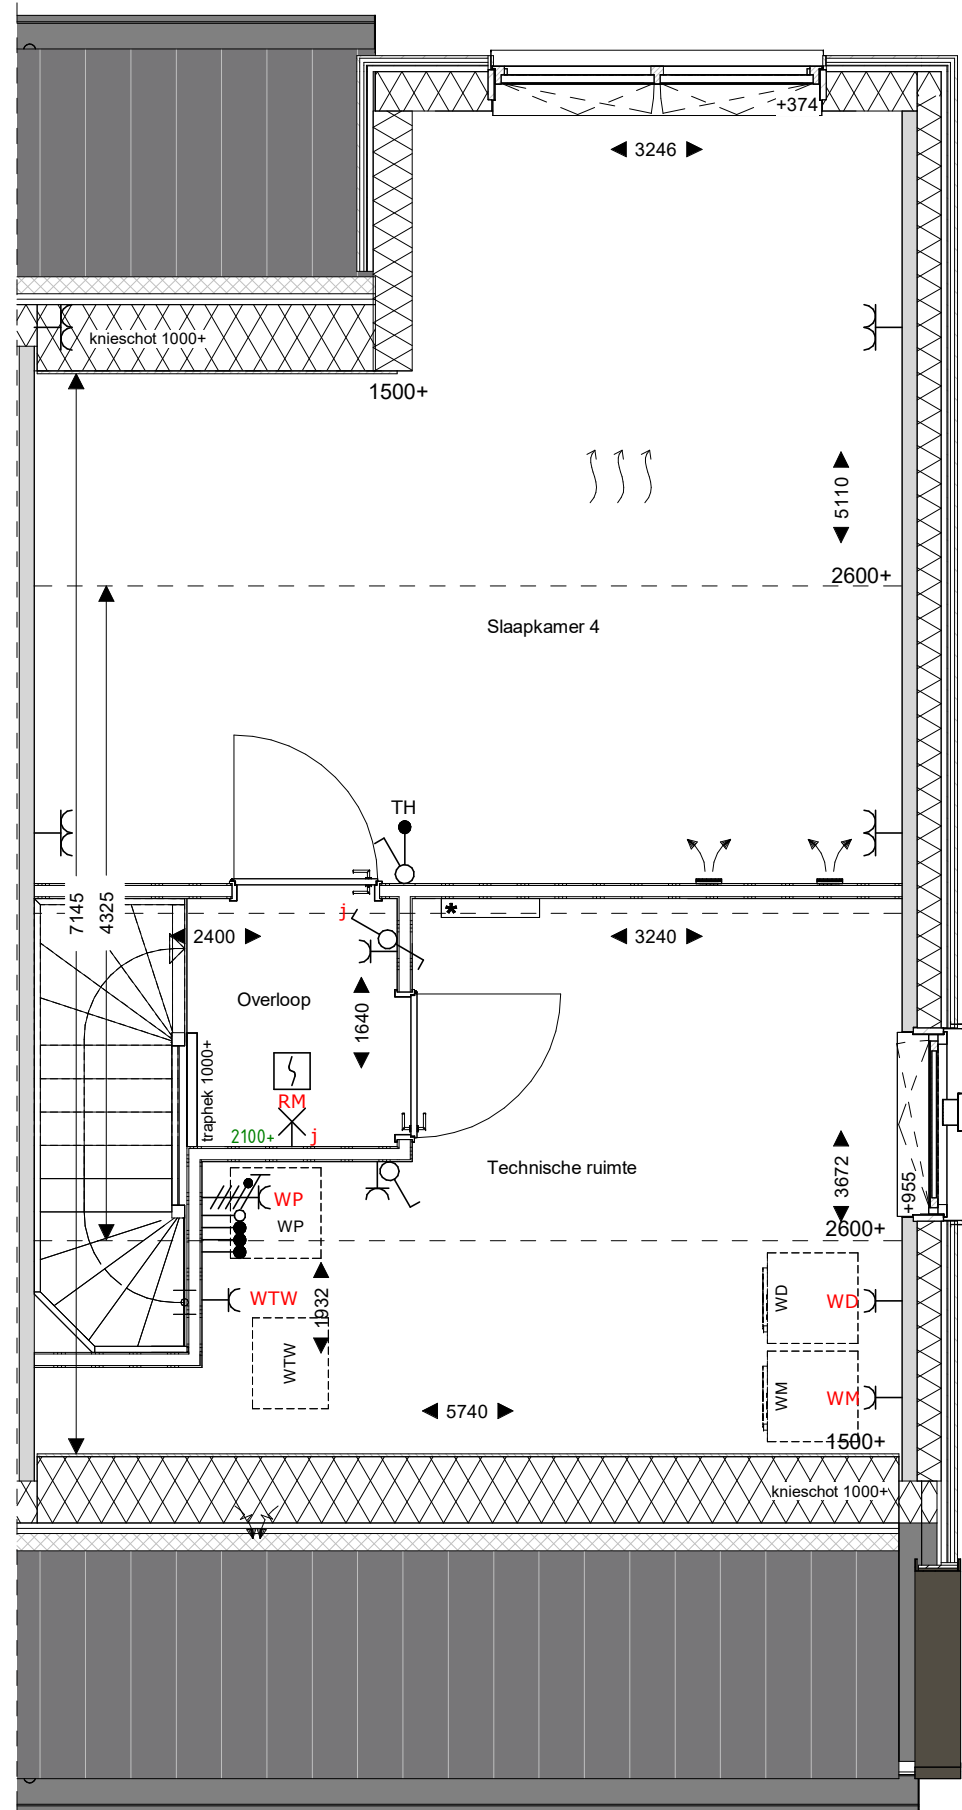 +374
3246
knieschot 1000+
1500+
5110
2600+
Slaapkamer 4
TH
7145
4325
j
*
2400
3240
Overloop
1640
traphek 1000+
RM
2100+
j
Technische ruimte
3672
+955
WP
WP
2600+
WTW
1932
WD
WD
WTW
WM
WM
5740
1500+
knieschot 1000+